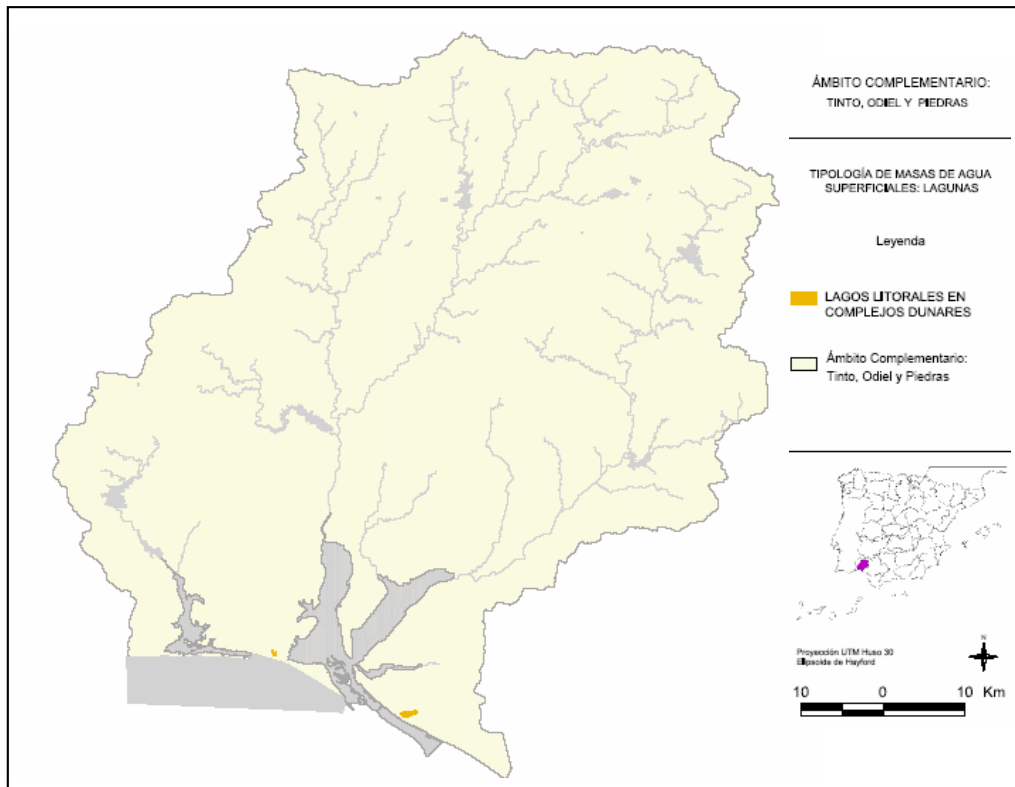 ÁMBITO COMPLEMENTARIO:
TINTO, ODIEL Y PIEDRAS
TIPOLOGÍA DE MASAS DE AGUA
SUPERFICIALES: LAGUNAS
Leyenda
LAGOS LITORALES EN
COMPLEJOS DUNARES
Ámbito Complementario:
Tinto, Odiel y Piedras
Proyección UTM Huso 30
Elipsoide de Hayford
N
10 0 10 Km